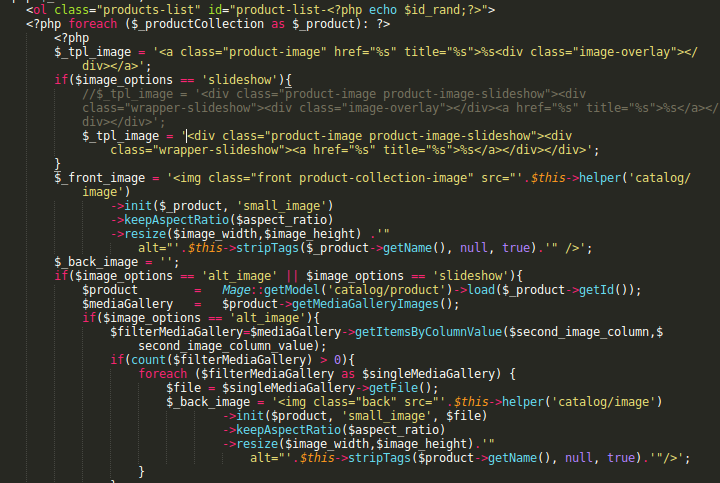 <ol class="products-list" id="product-list-<?php echo $id_rand;?>">
<?php foreach ($_productCollection as $_product): ?>
<?php
$_tpl_image = '<a class="product-image" href="%s" title="%s">%s<div class="image-overlay"></
div></a>';
if($image_options == 'slideshow'){
//$_tpl_image = '<div class="product-image product-image-slideshow"><div
class="wrapper-slideshow"><div class="image-overlay"></div><a href="%s" title="%s">%s</a></
div></div>';
$_tpl_image = '<div class="product-image product-image-slideshow"><div
class="wrapper-slideshow"><a href="%s" title="%s">%s</a></div></div>';
}
$_front_image = '<img class="front product-collection-image" src="'.$this->helper('catalog/
image')
->init($_product, 'small_image')
->keepAspectRatio($aspect_ratio)
->resize($image_width,$image_height) .'"
alt="'.$this->stripTags($_product->getName(), null, true).'" />';
$_back_image = '';
if($image_options == 'alt_image' || $image_options == 'slideshow'){
$product = Mage::getModel('catalog/product')->load($_product->getId());
$mediaGallery = $product->getMediaGalleryImages();
if($image_options == 'alt_image'){
$filterMediaGallery=$mediaGallery->getItemsByColumnValue($second_image_column,$
second_image_column_value);
if(count($filterMediaGallery) > 0){
foreach ($filterMediaGallery as $singleMediaGallery) {
$file = $singleMediaGallery->getFile();
$_back_image = '<img class="back" src="'.$this->helper('catalog/image')
->init($product, 'small_image', $file)
->keepAspectRatio($aspect_ratio)
->resize($image_width,$image_height).'"
alt="'.$this->stripTags($product->getName(), null, true).'"/>';
}